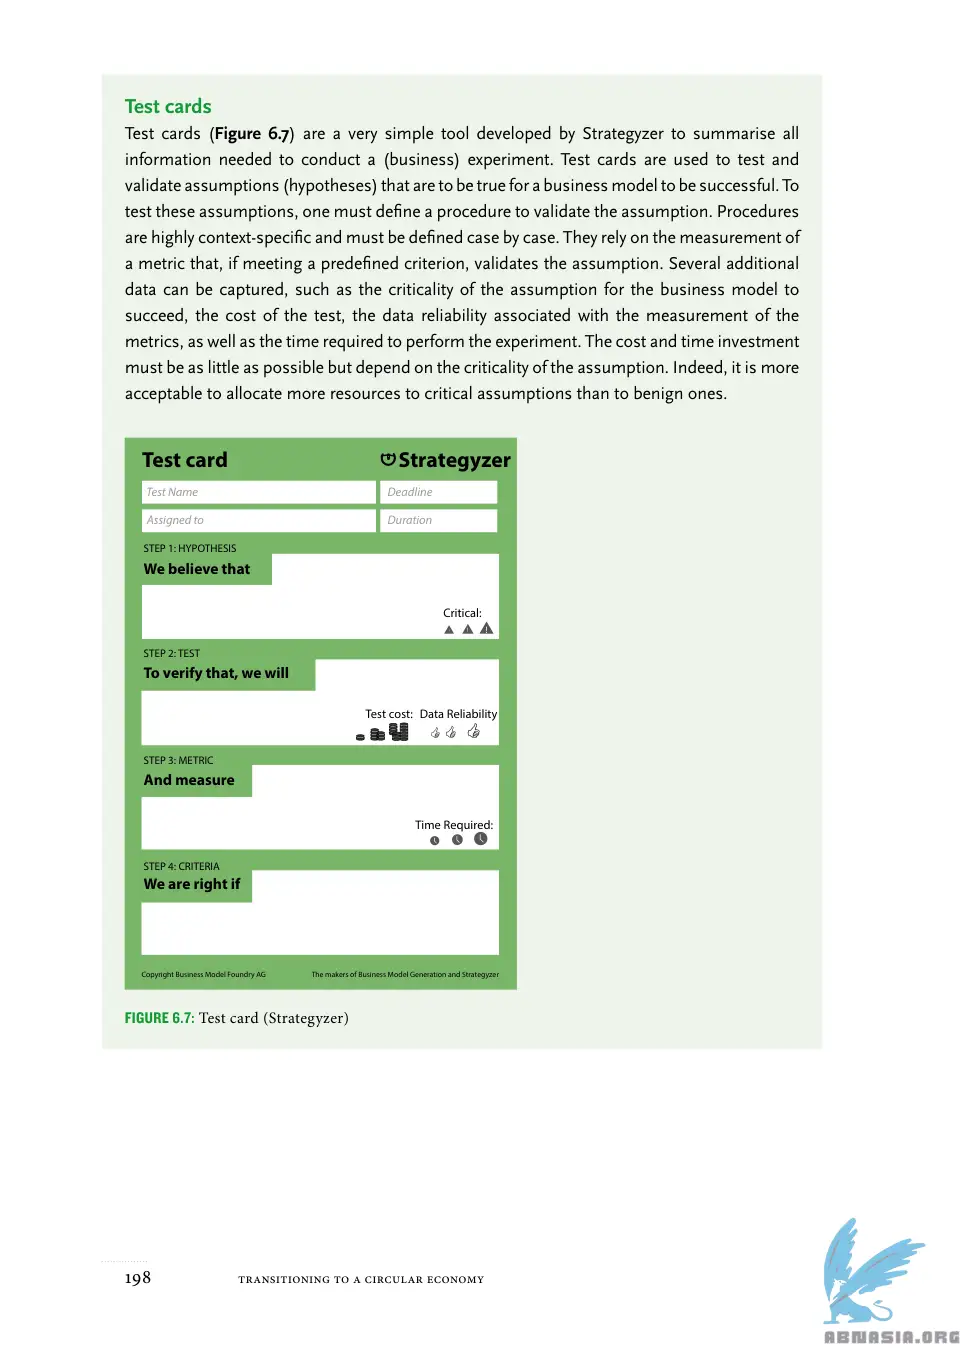 Test cards
Test cards (Figure 6.7) are a very simple tool developed by Strategyzer to summarise all
information needed to conduct a (business) experiment. Test cards are used to test and
validate assumptions (hypotheses) that are to be true for a business model to be successful. To
test these assumptions, one must define a procedure to validate the assumption. Procedures
are highly context-specific and must be defined case by case. They rely on the measurement of
a metric that, if meeting a predefined criterion, validates the assumption. Several additional
data can be captured, such as the criticality of the assumption for the business model to
succeed, the cost of the test, the data reliability associated with the measurement of the
metrics, as well as the time required to perform the experiment. The cost and time investment
must be as little as possible but depend on the criticality of the assumption. Indeed, it is more
acceptable to allocate more resources to critical assumptions than to benign ones.
Test card Strategyzer
Test Name Deadline
Assigned to Duration
STEP 1: HYPOTHESIS
We believe that
Critical:
STEP 2: TEST
To verify that, we will
Test cost: Data Reliability
STEP 3: METRIC
And measure
Time Required:
STEP 4: CRITERIA
We are right if
Copyright Business Model Foundry AG The makers of Business Model Generation and Strategyzer
FIGURE 6.7: Test card (Strategyzer)
198 TRANSITIONING TO A CIRCULAR ECONOMY
ABNASIA.ORG